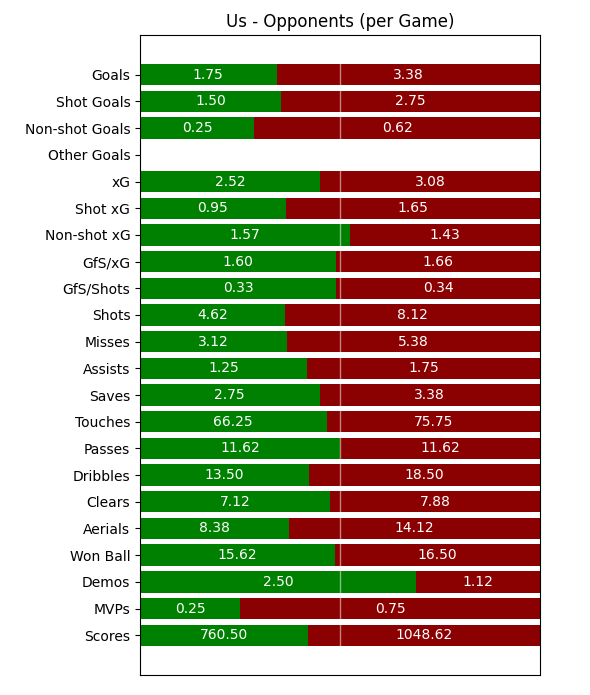 Us - Opponents (per Game)
Goals 1.75 3.38
Shot Goals 1.50 2.75
Non-shot Goals 0.25 0.62
Other Goals
xG 2.52 3.08
Shot xG 0.95 1.65
Non-shot xG 1.57 1.43
GfS/xG 1.60 1.66
GfS/Shots 0.33 0.34
Shots 4.62 8.12
Misses 3.12 5.38
Assists 1.25 1.75
Saves 2.75 3.38
Touches 66.25 75.75
Passes 11.62 11.62
Dribbles 13.50 18.50
Clears 7.12 7.88
Aerials 8.38 14.12
Won Ball 15.62 16.50
Demos 2.50 1.12
MVPs 0.25 0.75
Scores 760.50 1048.62